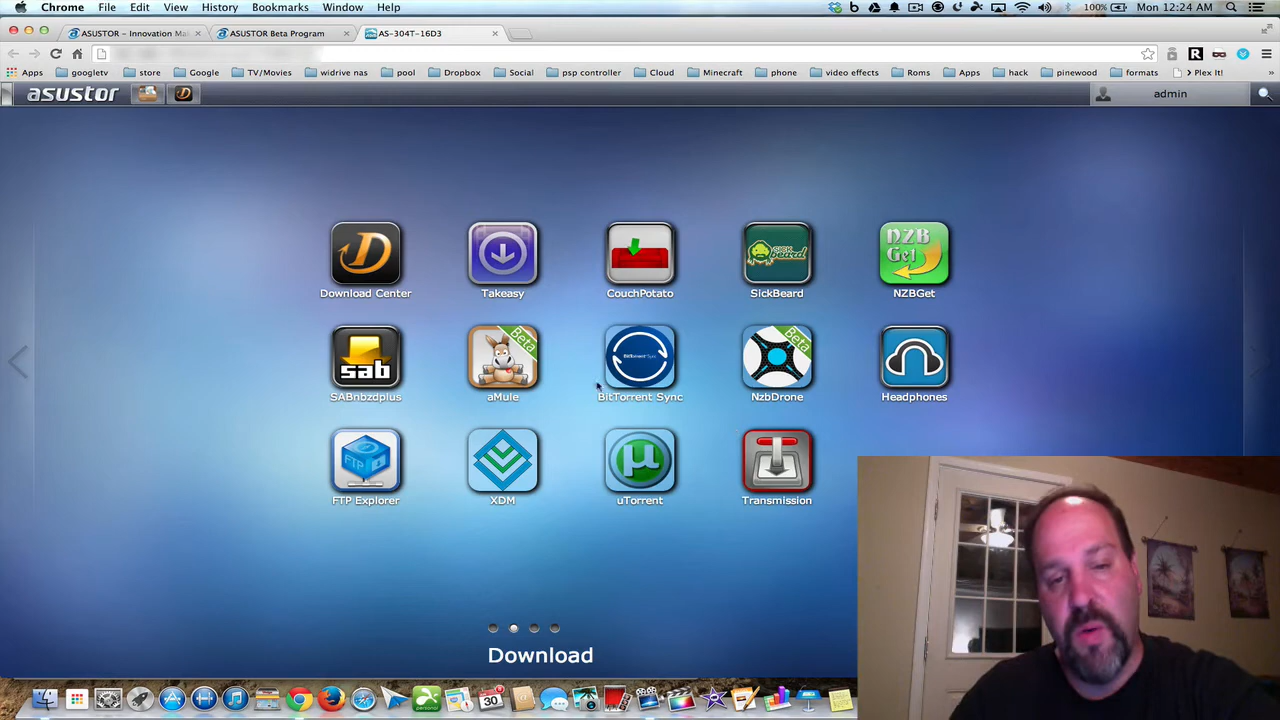 Chrome File Edit View History Bookmarks Window Help 100% Mon 12:24 AM
ASUSTOR – Innovation Ma ASUSTOR Beta Program AS-304T-16D3
Apps googletv store Google TV/Movies widrive nas pool Dropbox Social psp controller Cloud Minecraft phone video effects Roms Apps hack pinewood formats Plex It! »
asustor admin
Download Center Takeasy CouchPotato SickBeard NZBGet
SABnzbdplus aMule BitTorrent Sync NzbDrone Headphones
FTP Explorer XDM uTorrent Transmission
Download